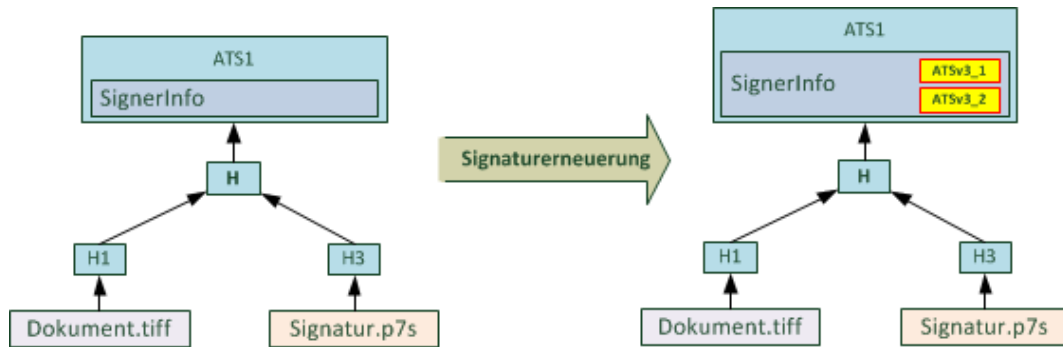 ATS1
SignerInfo
H
H1
H3
Dokument.tiff
Signatur.p7s
Signaturerneuerung
ATS1
SignerInfo
ATSv3_1
ATSv3_2
H
H1
H3
Dokument.tiff
Signatur.p7s